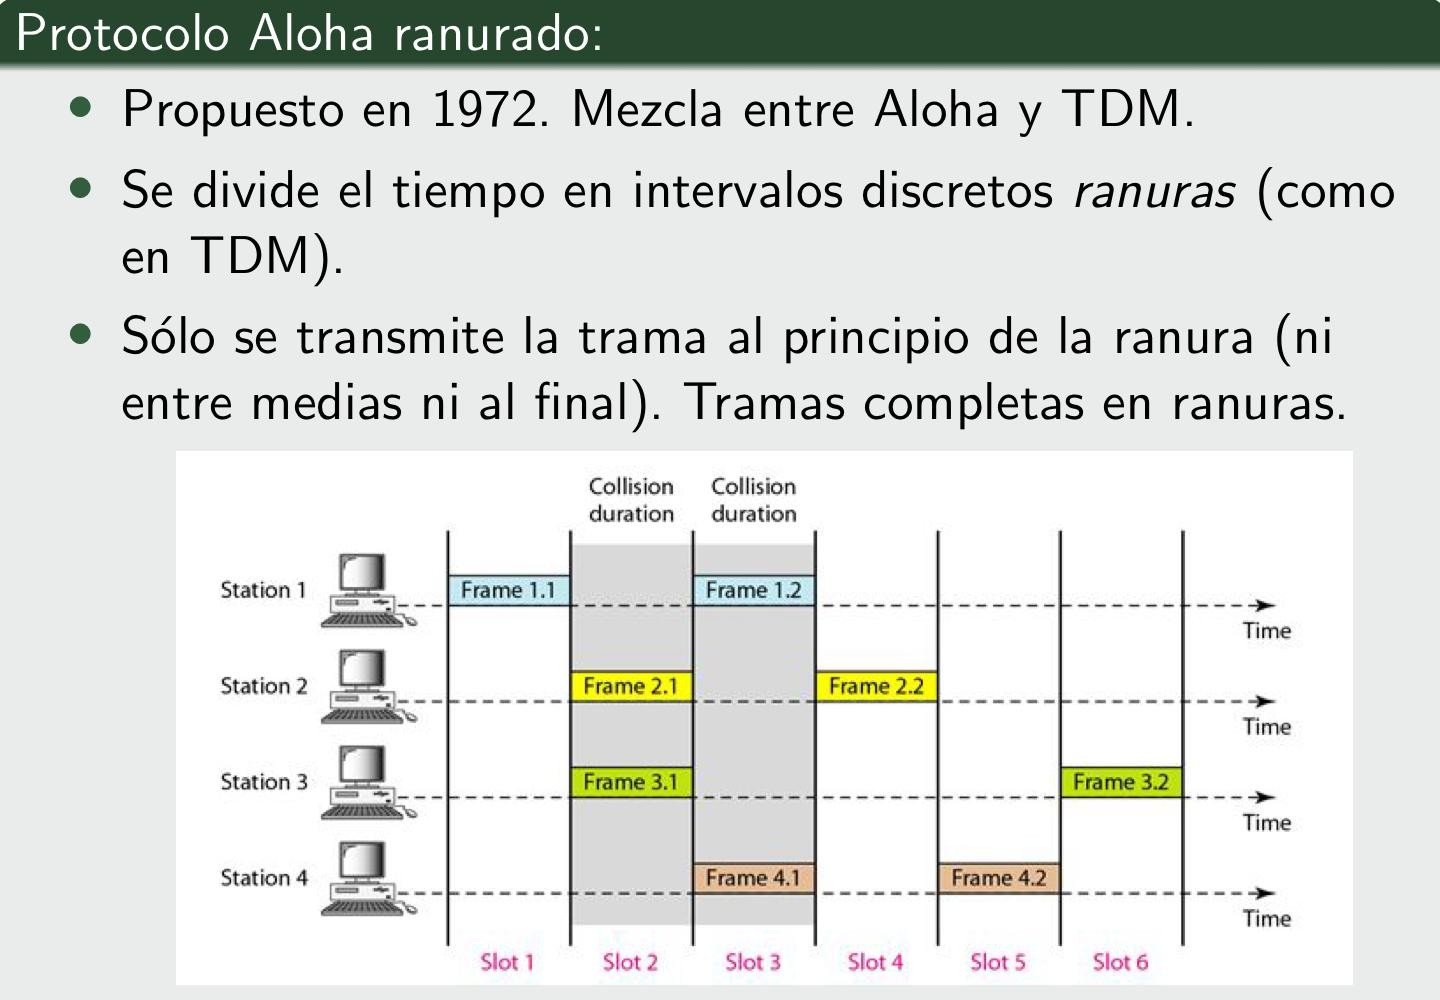 Protocolo Aloha ranurado:
Propuesto en 1972. Mezcla entre Aloha y TDM.
Se divide el tiempo en intervalos discretos ranuras (como
en TDM).
Sólo se transmite la trama al principio de la ranura (ni
entre medias ni al final). Tramas completas en ranuras.
Collision Collision
duration duration
Station 1 Frame 1.1 Frame 1.2
Time
Station 2 Frame 2.1 Frame 2.2
Time
Station 3 Frame 3.1 Frame 3.2
Time
Station 4 Frame 4.1 Frame 4.2
Time
Slot 1 Slot 2 Slot 3 Slot 4 Slot 5 Slot 6